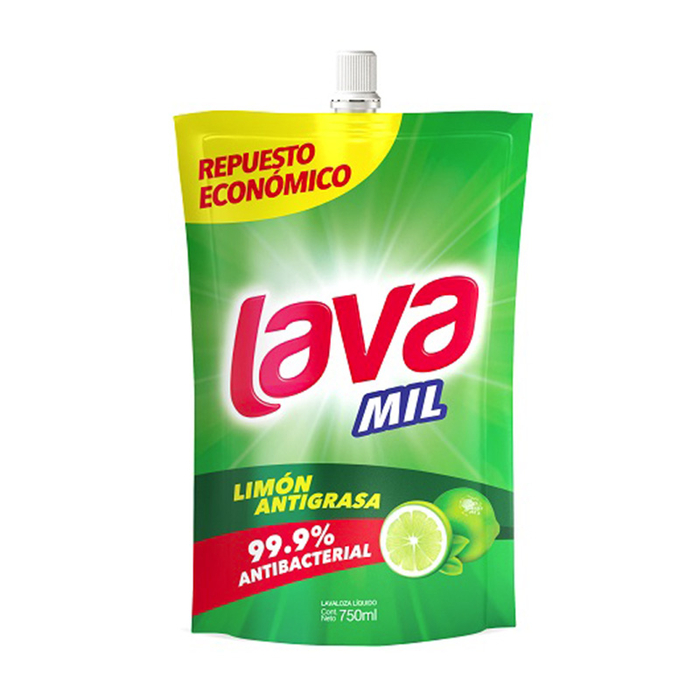 REPUESTO
ECONÓMICO
Lava
MIL
LIMÓN
ANTIGRASA
99.9%
ANTIBACTERIAL
LAVALOZA LÍQUIDO
Cont.
Neto 750ml